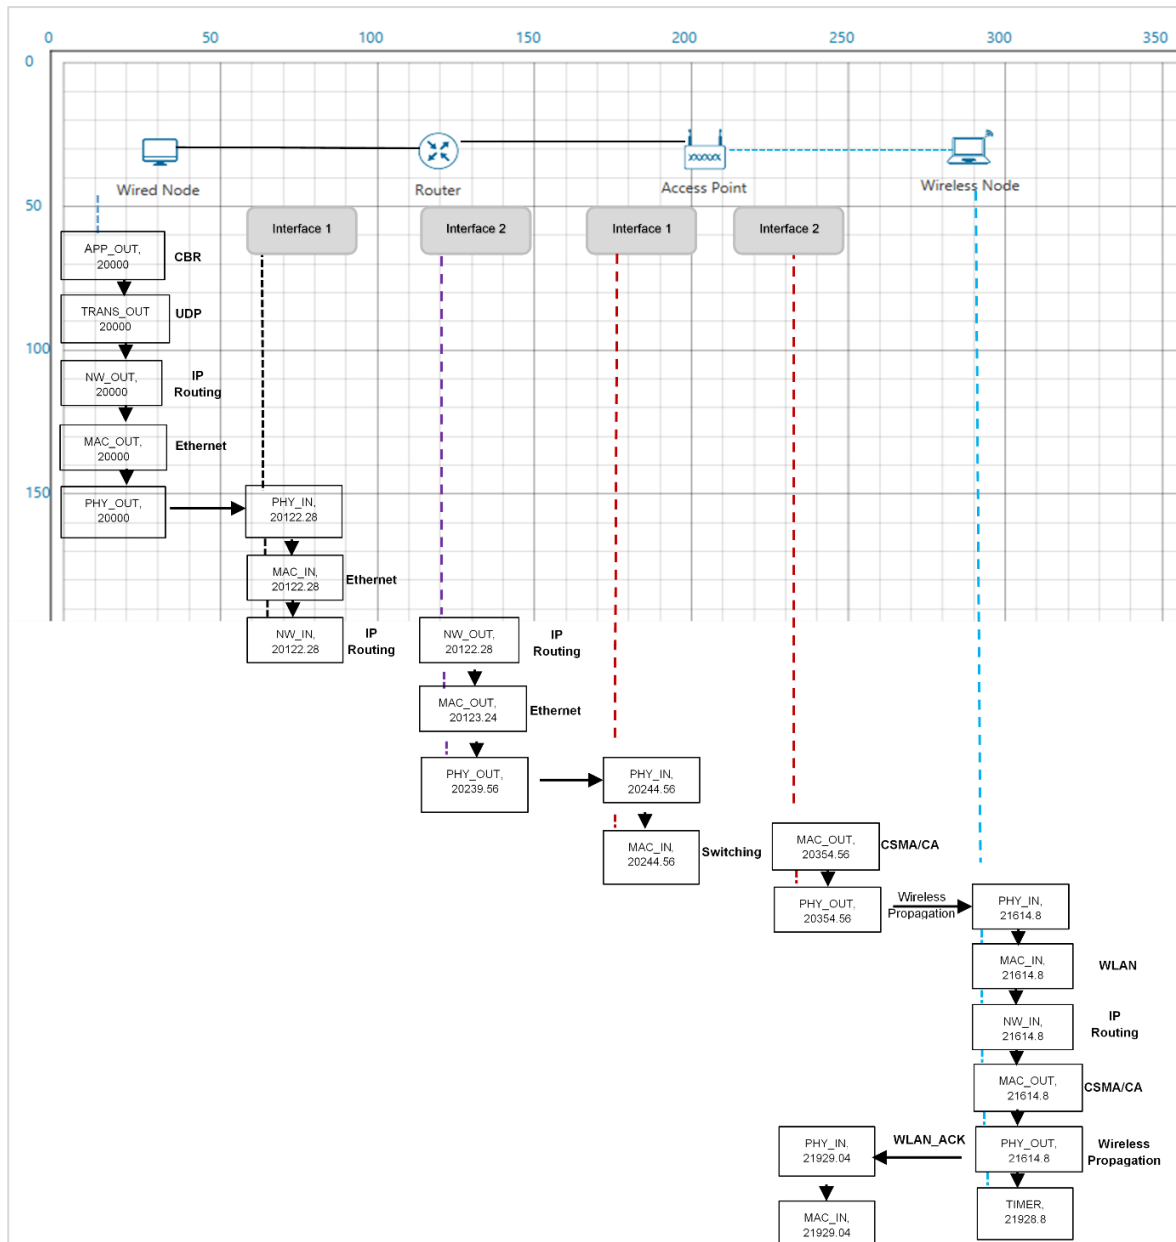 0 50 100 150 200 250 300 350
0
Wired Node
Router
Access Point
Wireless Node
50
Interface 1
Interface 2
Interface 1
Interface 2
APP_OUT,
20000
CBR
TRANS_OUT
20000
UDP
100
NW_OUT,
20000
IP
Routing
MAC_OUT,
20000
Ethernet
150
PHY_OUT,
20000
PHY_IN,
20122.28
MAC_IN,
20122.28
Ethernet
NW_IN,
20122.28
IP
Routing
NW_OUT,
20122.28
IP
Routing
MAC_OUT,
20123.24
Ethernet
PHY_OUT,
20239.56
PHY_IN,
20244.56
MAC_IN,
20244.56
Switching
MAC_OUT,
20354.56
CSMA/CA
PHY_OUT,
20354.56
Wireless
Propagation
PHY_IN,
21614.8
MAC_IN,
21614.8
WLAN
NW_IN,
21614.8
IP
Routing
MAC_OUT,
21614.8
CSMA/CA
PHY_OUT,
21614.8
Wireless
Propagation
WLAN_ACK
PHY_IN,
21929.04
TIMER,
21928.8
MAC_IN,
21929.04